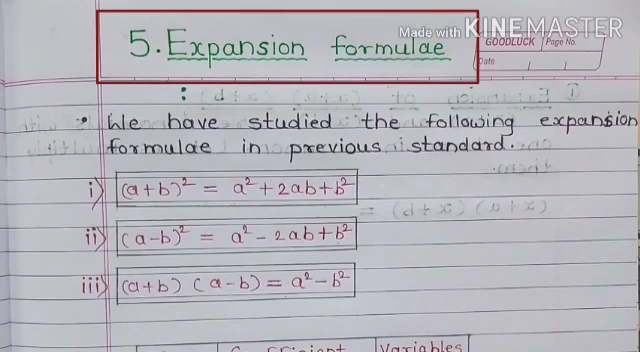 Made with KINEMASTER
5. Expansion formulae
GOODLUCK Page No.
Date / /
• We have studied the following expansion
formulae in previous standard.
i) (a+b)² = a²+2ab+b²
ii) (a-b)² = a²-2ab+b²
iii) (a+b) (a-b) = a²-b²
Variables